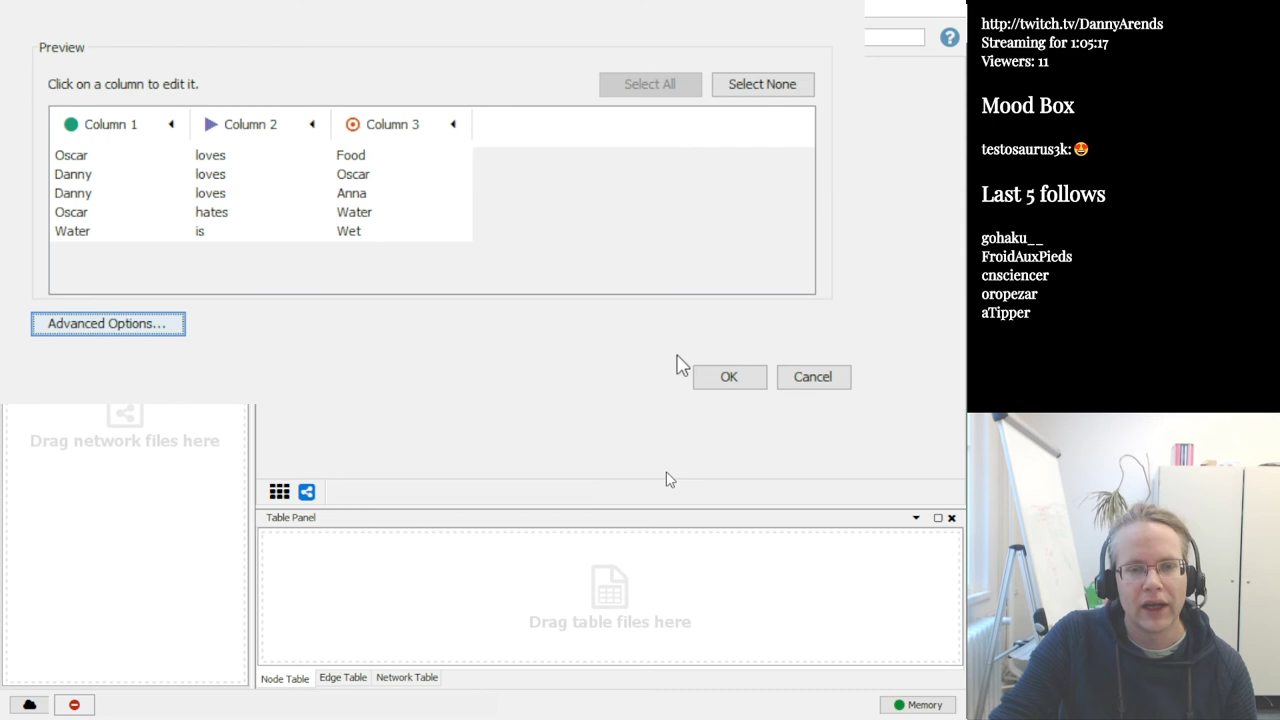 Preview
Click on a column to edit it.
Select All
Select None
Column 1
Column 2
Column 3
Oscar loves Food
Danny loves Oscar
Danny loves Anna
Oscar hates Water
Water is Wet
Advanced Options...
OK
Cancel
Drag network files here
Table Panel
Drag table files here
Node Table
Edge Table
Network Table
Memory
http://twitch.tv/DannyArends
Streaming for 1:05:17
Viewers: 11
Mood Box
testosaurus3k: 🤩
Last 5 follows
gohaku__
FroidAuxPieds
cnsciencer
oropezar
aTipper